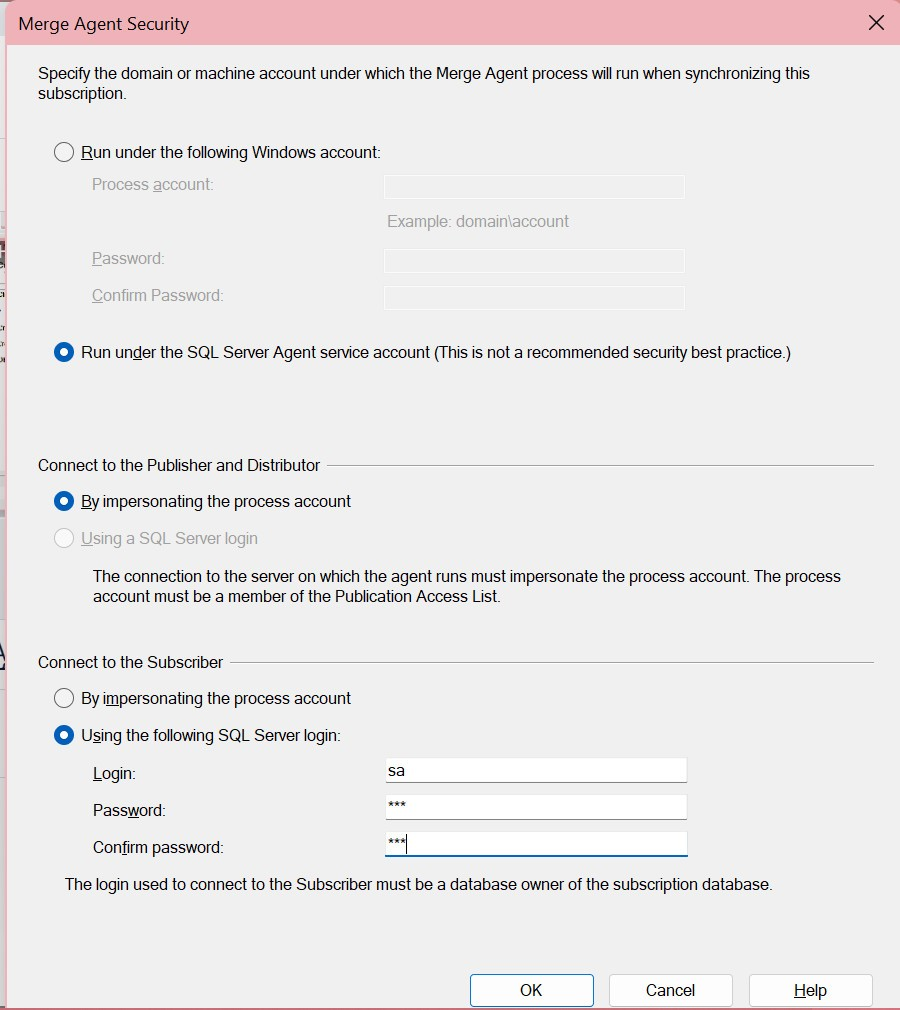 Merge Agent Security
Specify the domain or machine account under which the Merge Agent process will run when synchronizing this
subscription.
Run under the following Windows account:
Process account:
Example: domain\account
Password:
Confirm Password:
Run under the SQL Server Agent service account (This is not a recommended security best practice.)
Connect to the Publisher and Distributor
By impersonating the process account
Using a SQL Server login
The connection to the server on which the agent runs must impersonate the process account. The process
account must be a member of the Publication Access List.
Connect to the Subscriber
By impersonating the process account
Using the following SQL Server login:
Login: sa
Password: ***
Confirm password: ***
The login used to connect to the Subscriber must be a database owner of the subscription database.
OK Cancel Help